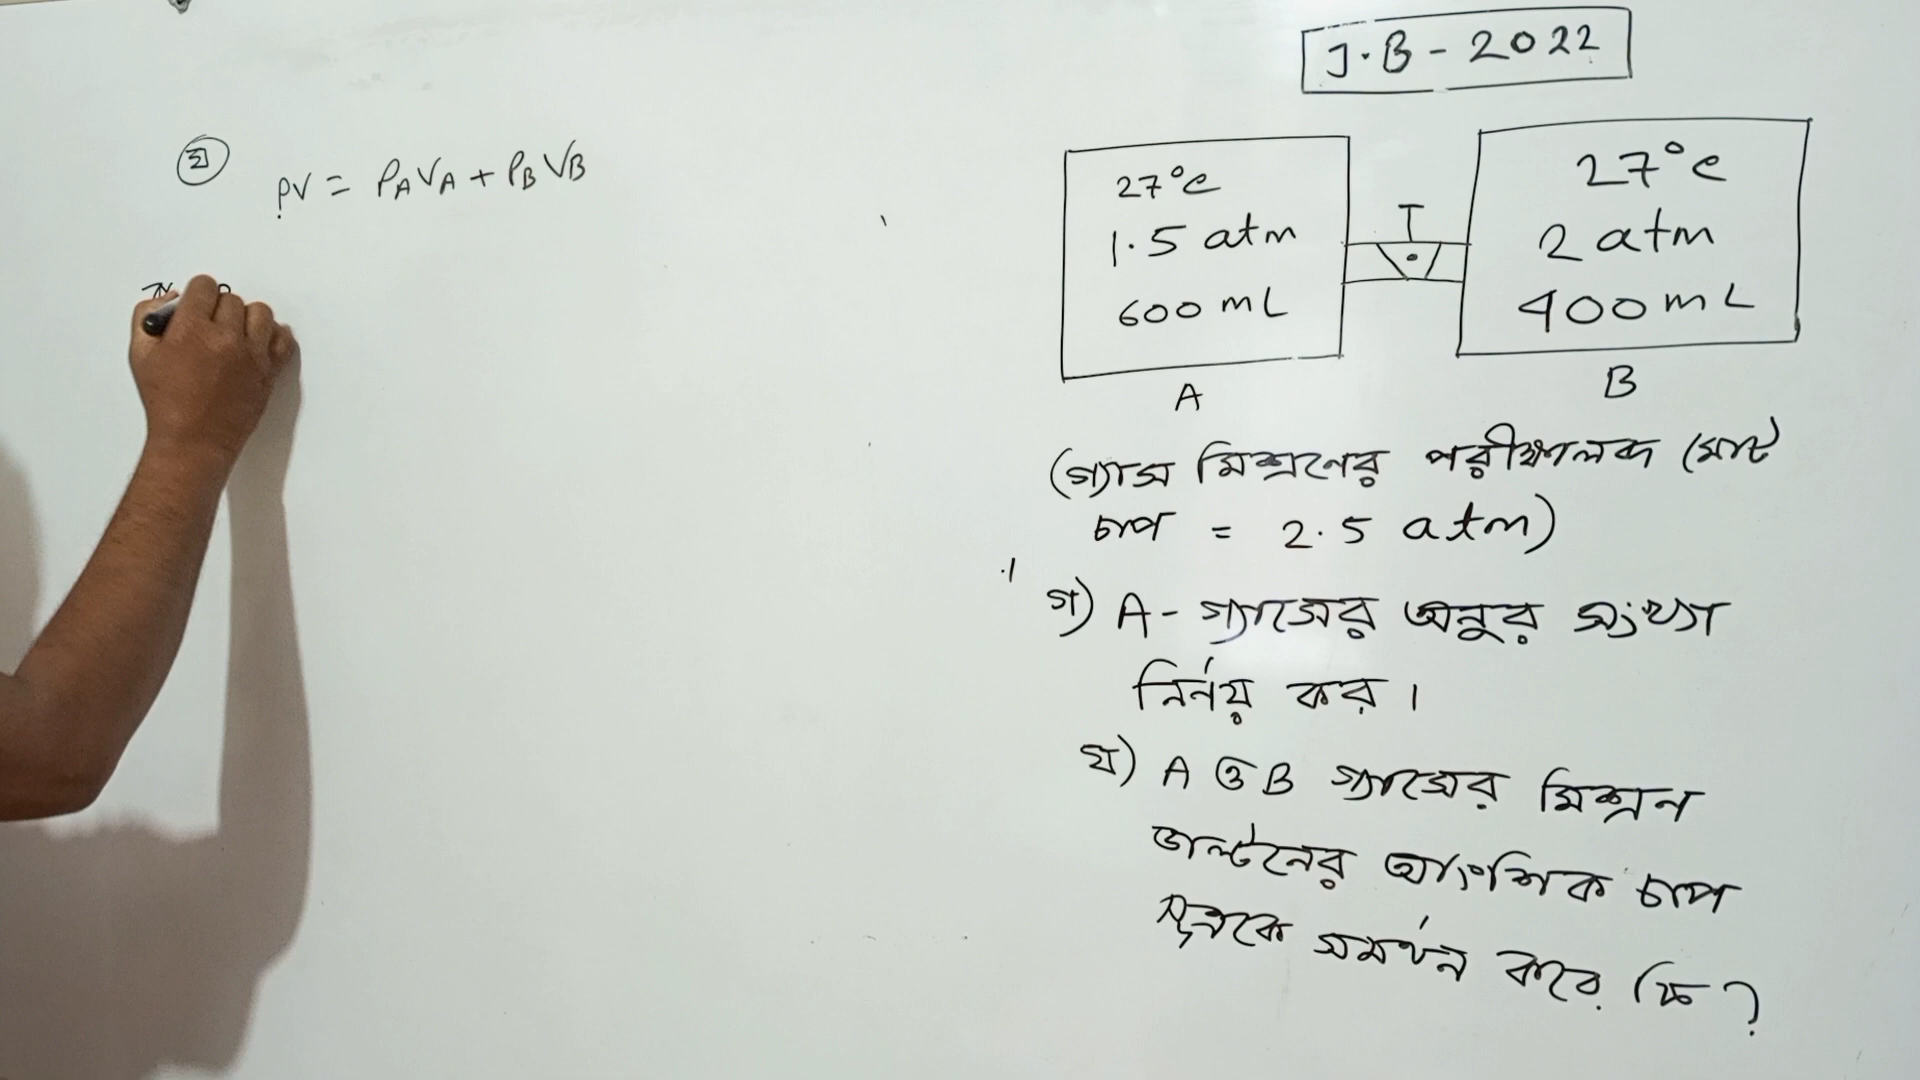 J.B-2022
ঘ
PV = PAVA + PBVB
27°c
1.5 atm
600 mL
A
T
27°c
2 atm
400 mL
B
(গ্যাস মিশ্রনের পরীক্ষালব্দ মোট
চাপ = 2.5 atm)
গ) A- গ্যাসের অনুর সংখ্যা
নির্নয় কর।
ঘ) A ও B গ্যাসের মিশ্রন
ডাল্টনের আংশিক চাপ
সূত্রকে সমর্থন করে কি?